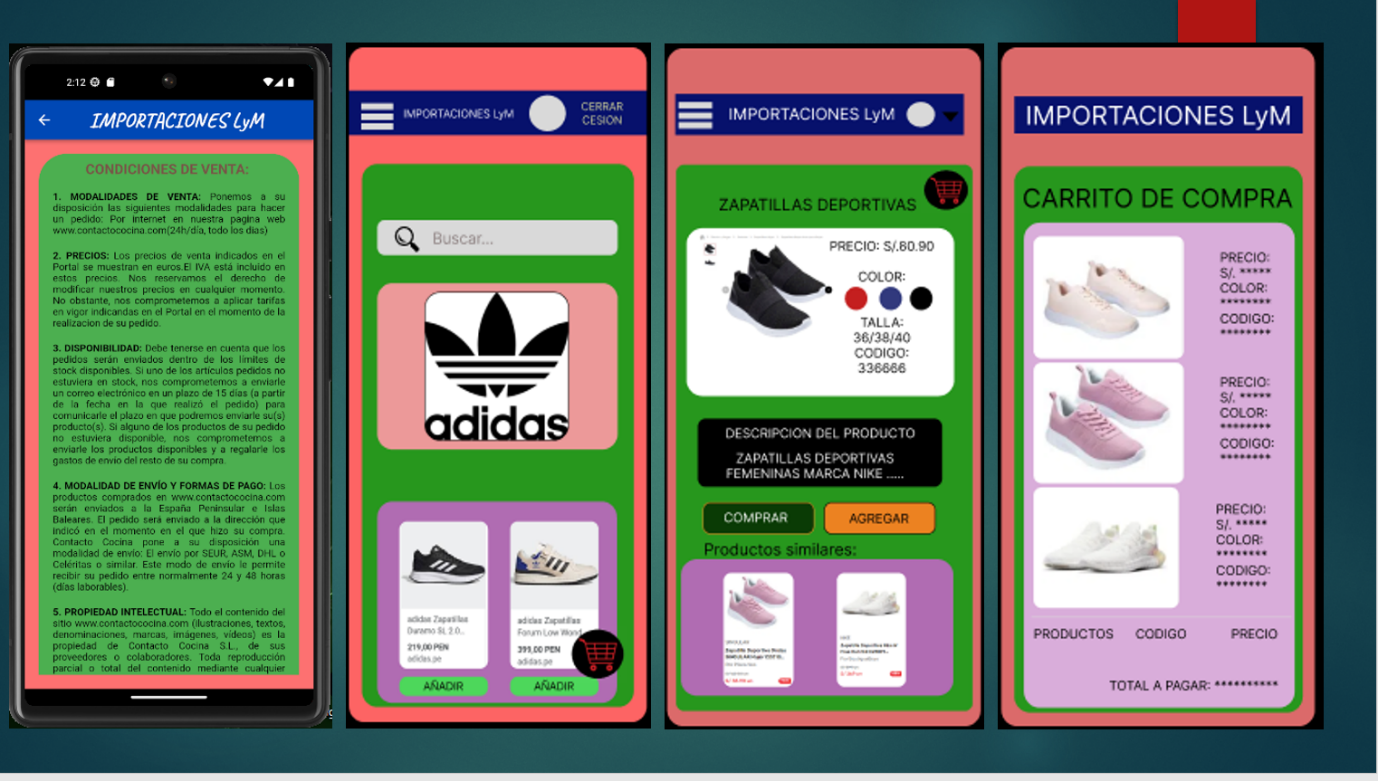 2:12
IMPORTACIONES LyM
CONDICIONES DE VENTA:
1. MODALIDADES DE VENTA: Ponemos a su
disposición las siguientes modalidades para hacer
un pedido: Por internet en nuestra pagina web
www.contactococina.com(24h/día, todo los dias)
2. PRECIOS: Los precios de venta indicados en el
Portal se muestran en euros.El IVA está incluido en
estos precios. Nos reservamos el derecho de
modificar nuestros precios en cualquier momento.
No obstante, nos comprometemos a aplicar tarifas
en vigor indicandas en el Portal en el momento de la
realizacion de su pedido.
3. DISPONIBILIDAD: Debe tenerse en cuenta que los
pedidos serán enviados dentro de los límites de
stock disponibles. Si uno de los artículos pedidos no
estuviera en stock, nos comprometemos a enviarle
un correo electrónico en un plazo de 15 dias (a partir
de la fecha en la que realizó el pedido) para
comunicarle el plazo en que podremos enviarle su(s)
producto(s). Si alguno de los productos de su pedido
no estuviera disponible, nos comprometemos a
enviarle los productos disponibles y a regalarle los
gastos de envío del resto de su compra.
4. MODALIDAD DE ENVÍO Y FORMAS DE PAGO: Los
productos comprados en www.contactococina.com
serán enviados a la España Peninsular e Islas
Baleares. El pedido será enviado a la dirección que
indicó en el momento en el que hizo su compra.
Contacto Cocina pone a su disposición una
modalidad de envío: El envío por SEUR, ASM, DHL o
Celéritas o similar. Este modo de envío le permite
recibir su pedido entre normalmente 24 y 48 horas
(días laborables).
5. PROPIEDAD INTELECTUAL: Todo el contenido del
sitio www.contactococina.com (ilustraciones, textos,
denominaciones, marcas, imágenes, vídeos) es la
propiedad de Contacto Cocina S.L., de sus
proveedores o colaboradores. Toda reproducción
parcial o total del contenido mediante cualquier
IMPORTACIONES LyM
CERRAR
CESION
Buscar...
adidas
adidas Zapatillas
Duramo SL 2.0...
219,00 PEN
adidas.pe
AÑADIR
adidas Zapatillas
Forum Low Wond
399,00 PEN
adidas.pe
AÑADIR
IMPORTACIONES LyM
ZAPATILLAS DEPORTIVAS
PRECIO: S/.80.90
COLOR:
TALLA:
36/38/40
CODIGO:
336666
DESCRIPCION DEL PRODUCTO
ZAPATILLAS DEPORTIVAS
FEMENINAS MARCA NIKE .....
COMPRAR
AGREGAR
Productos similares:
IMPORTACIONES LyM
CARRITO DE COMPRA
PRECIO:
S/. *****
COLOR:
********
CODIGO:
********
PRECIO:
S/. *****
COLOR:
********
CODIGO:
********
PRECIO:
S/. *****
COLOR:
********
CODIGO:
********
PRODUCTOS CODIGO PRECIO
TOTAL A PAGAR: **********